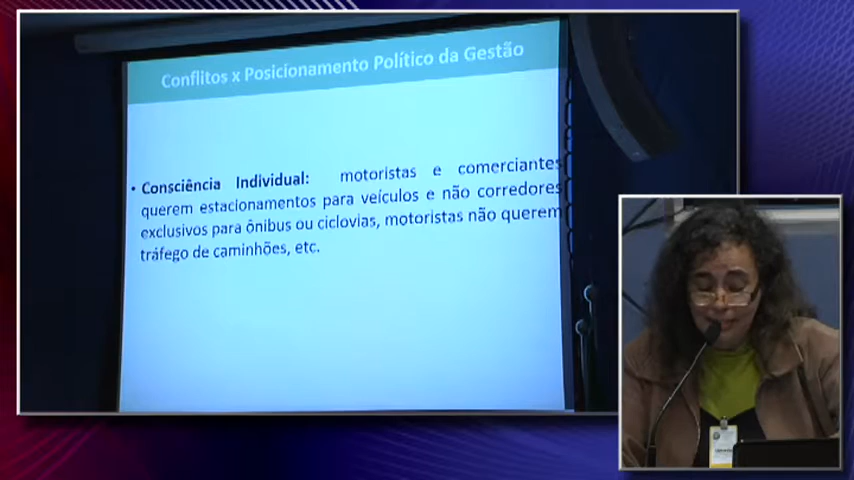 Conflitos x Posicionamento Político da Gestão
• Consciência Individual: motoristas e comerciantes
querem estacionamentos para veículos e não corredores
exclusivos para ônibus ou ciclovias, motoristas não querem
tráfego de caminhões, etc.